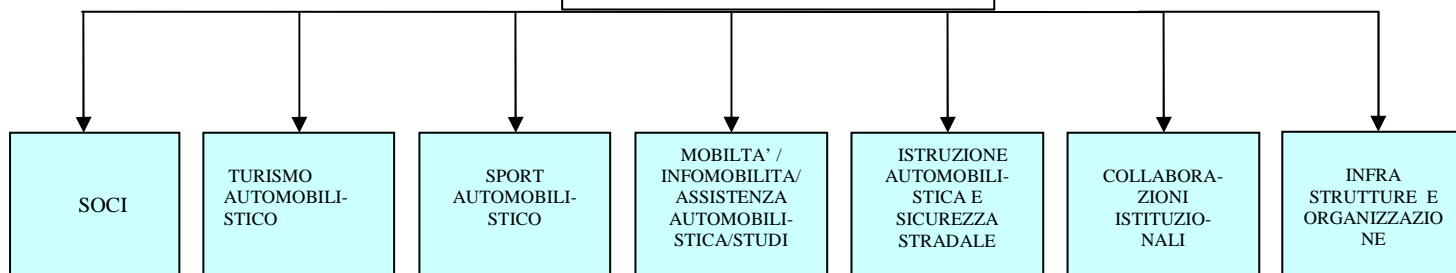 SOCI
TURISMO
AUTOMOBILI-
STICO
SPORT
AUTOMOBILI-
STICO
MOBILTA’ /
INFOMOBILITA/
ASSISTENZA
AUTOMOBILI-
STICA/STUDI
ISTRUZIONE
AUTOMOBILI-
STICA E
SICUREZZA
STRADALE
COLLABORA-
ZIONI
ISTITUZIO-
NALI
INFRA
STRUTTURE E
ORGANIZZAZIO
NE